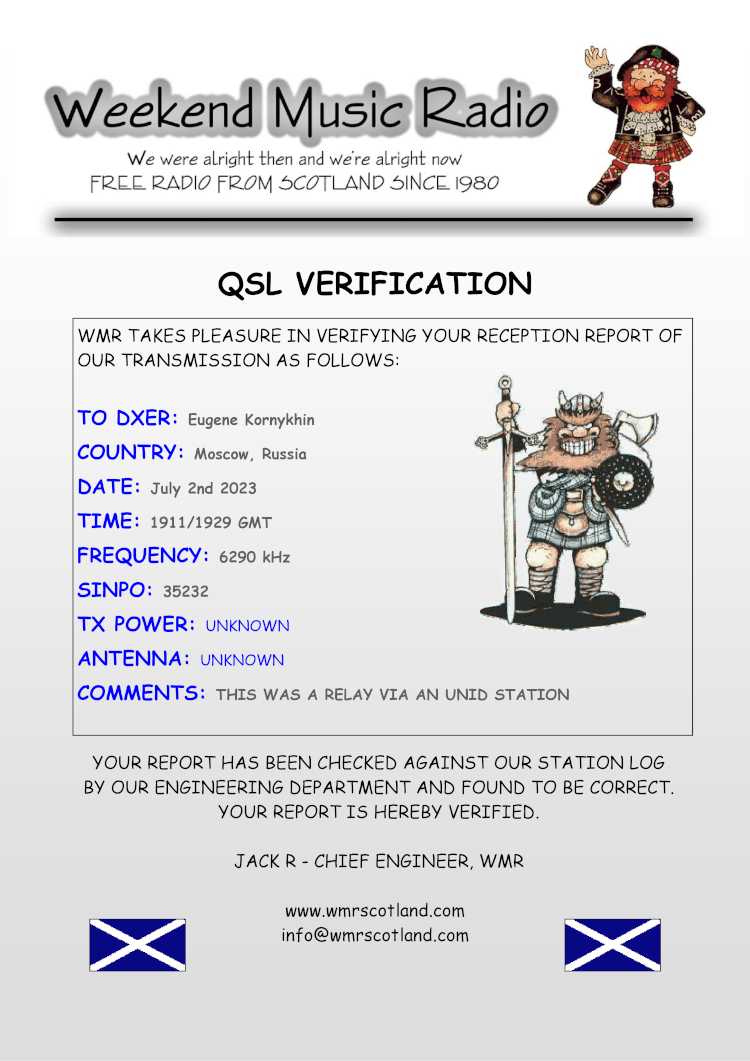 Weekend Music Radio
We were alright then and we're alright now
FREE RADIO FROM SCOTLAND SINCE 1980
QSL VERIFICATION
WMR TAKES PLEASURE IN VERIFYING YOUR RECEPTION REPORT OF
OUR TRANSMISSION AS FOLLOWS:
TO DXER: Eugene Kornykhin
COUNTRY: Moscow, Russia
DATE: July 2nd 2023
TIME: 1911/1929 GMT
FREQUENCY: 6290 kHz
SINPO: 35232
TX POWER: UNKNOWN
ANTENNA: UNKNOWN
COMMENTS: THIS WAS A RELAY VIA AN UNID STATION
YOUR REPORT HAS BEEN CHECKED AGAINST OUR STATION LOG
BY OUR ENGINEERING DEPARTMENT AND FOUND TO BE CORRECT.
YOUR REPORT IS HEREBY VERIFIED.
JACK R - CHIEF ENGINEER, WMR
www.wmrscotland.com
info@wmrscotland.com